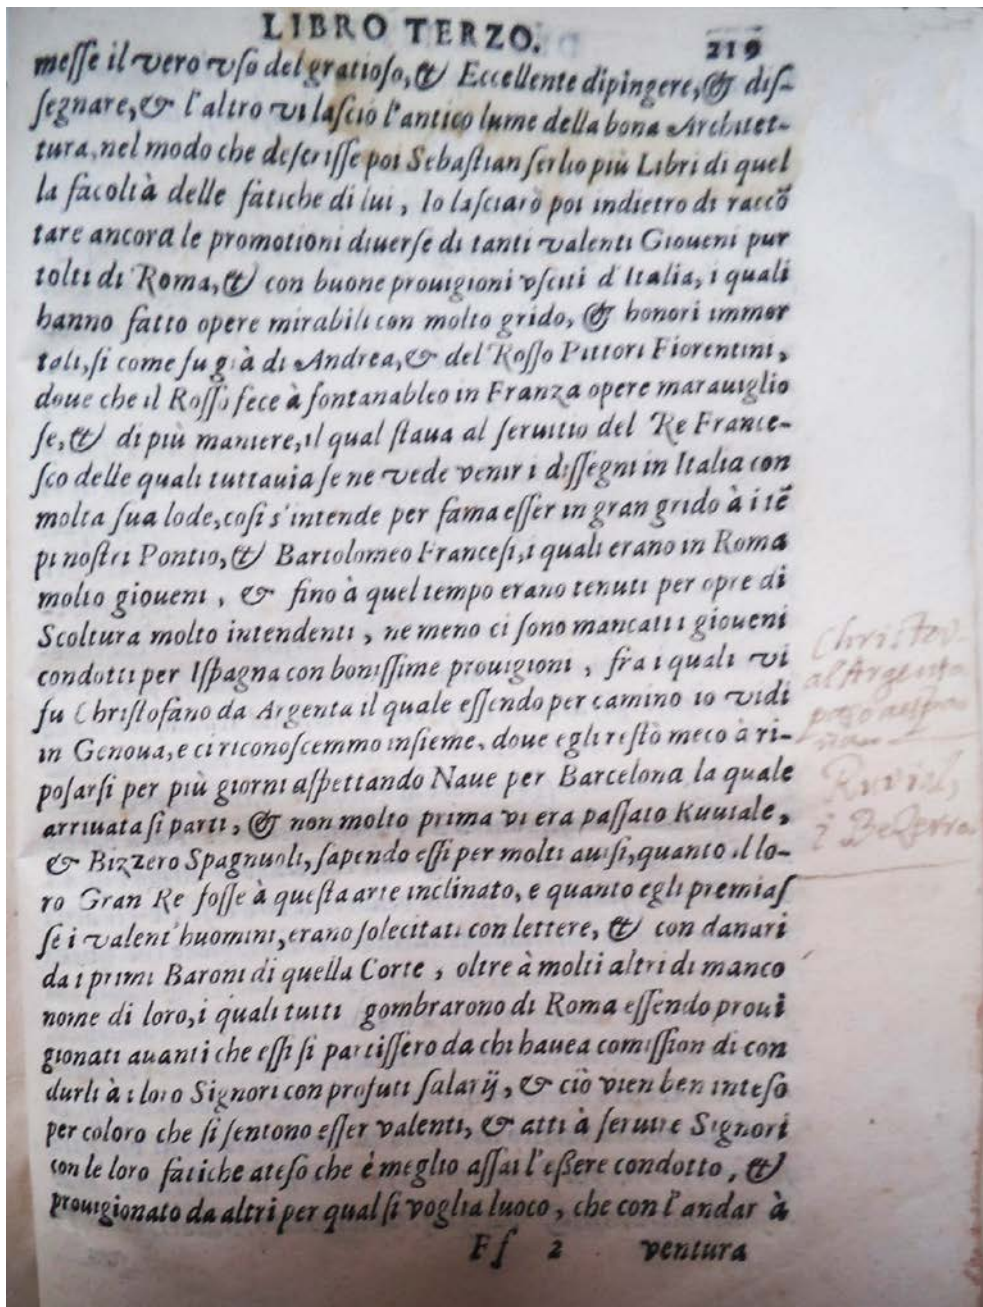 LIBRO TERZO.
219
messe il vero vso del gratioso, & Eccellente dipingere, & dis-
segnare, & l'altro vi lasciò l'antico lume della bona Architet-
tura, nel modo che descrisse poi Sebastian serlio più Libri di quel
la facoltà delle fatiche di lui, Io lasciarò poi indietro di raccõ
tare ancora le promotioni diuerse di tanti valenti Gioueni pur
tolti di Roma, & con buone prouigioni vsciti d'Italia, i quali
hanno fatto opere mirabili con molto grido, & honori immor
tali, si come fu già di Andrea, & del Rosso Pittori Fiorentini,
doue che il Rosso fece à fontanableo in Franza opere marauiglio
se, & di più maniere, il qual staua al seruitio del Re France-
sco delle quali tuttauia se ne vede venir i dissegni in Italia con
molta sua lode, cosi s'intende per fama esser in gran grido à i tẽ
pi nostri Pontio, & Bartolomeo Francesi, i quali erano in Roma
molto gioueni, & fino à quel tempo erano tenuti per opre di
Scoltura molto intendenti, ne meno ci sono mancati i gioueni
condotti per Ispagna con bonissime prouigioni, fra i quali vi
fu Christofano da Argenta il quale essendo per camino io vidi
in Genoua, e ci riconoscemmo insieme, doue egli restò meco à ri-
posarsi per più giorni aspettando Naue per Barcelona la quale
arriuata si parti, & non molto prima vi era passato Ruuiale,
& Bizzero Spagnuoli, sapendo essi per molti auisi, quanto il lo-
ro Gran Re fosse à questa arte inclinato, e quanto egli premias
se i valent'huomini, erano solecitati con lettere, & con danari
da i primi Baroni di quella Corte, oltre à molti altri di manco
nome di loro, i quali tutti gombrarono di Roma essendo proui
gionati auanti che essi si partissero da chi hauea comission di con
durli à i loro Signori con profuti salarij, & ciò vien ben inteso
per coloro che si sentono esser valenti, & atti à seruire Signori
con le loro fatiche ateso che è meglio assai l'essere condotto, &
prouigionato da altri per qual si voglia luoco, che con l'andar à
Ff 2 ventura
Christov-
al Argenta